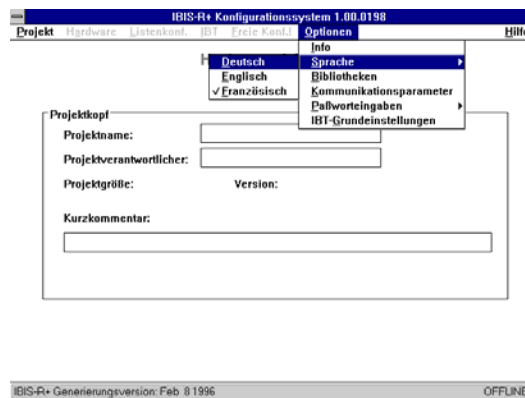 IBIS-R+ Konfigurationssystem 1.00.0198
Projekt Hardware Listenkonf. IBT Freie Konf.! Optionen Hilfe
Info
Deutsch Sprache
Englisch Bibliotheken
✓Französisch Kommunikationsparameter
Paßworteingaben
IBT-Grundeinstellungen
Projektkopf
Projektname:
Projektverantwortlicher:
Projektgröße: Version:
Kurzkommentar:
IBIS-R+ Generierungsversion: Feb 8 1996 OFFLINE